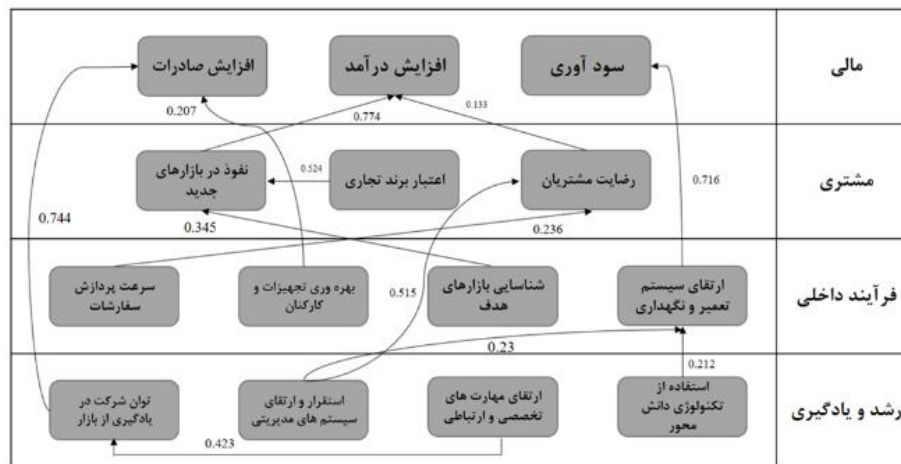 مالی
سود آوری
افزایش درآمد
افزایش صادرات
0.133
0.774
0.207
مشتری
رضایت مشتریان
اعتبار برند تجاری
0.524
نفوذ در بازارهای
جدید
0.716
0.236
0.345
0.744
فرآیند داخلی
ارتقای سیستم
تعمیر و نگهداری
شناسایی بازارهای
هدف
0.515
بهره وری تجهیزات و
کارکنان
سرعت پردازش
سفارشات
0.23
0.212
رشد و یادگیری
استفاده از
تکنولوژی دانش
محور
ارتقای مهارت های
تخصصی و ارتباطی
استقرار و ارتقای
سیستم های مدیریتی
توان شرکت در
یادگیری از بازار
0.423